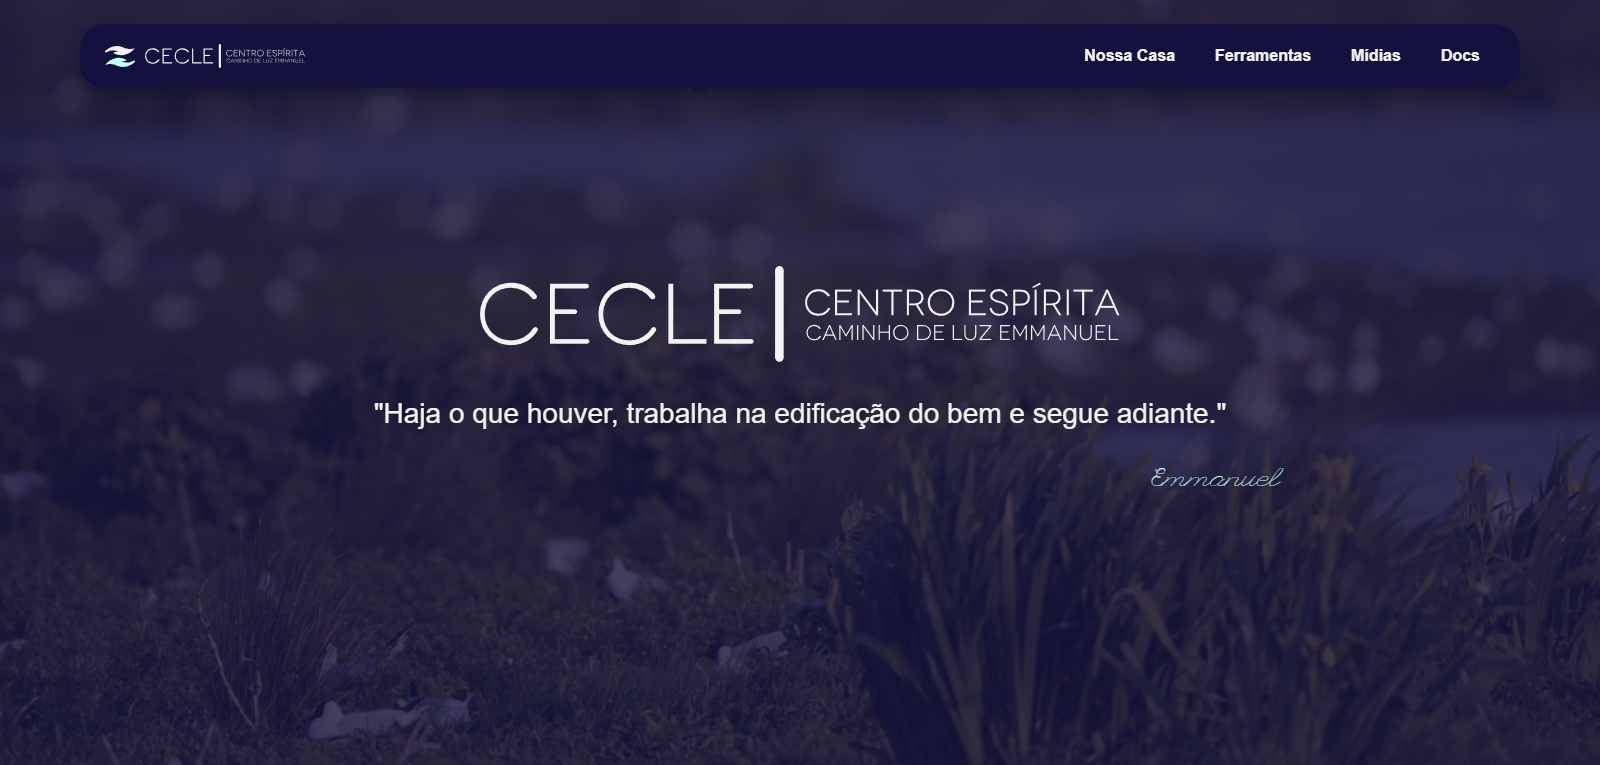 CECLE CENTRO ESPÍRITA
CAMINHO DE LUZ EMMANUEL
Nossa Casa Ferramentas Mídias Docs
CECLE CENTRO ESPÍRITA
CAMINHO DE LUZ EMMANUEL
"Haja o que houver, trabalha na edificação do bem e segue adiante."
Emmanuel